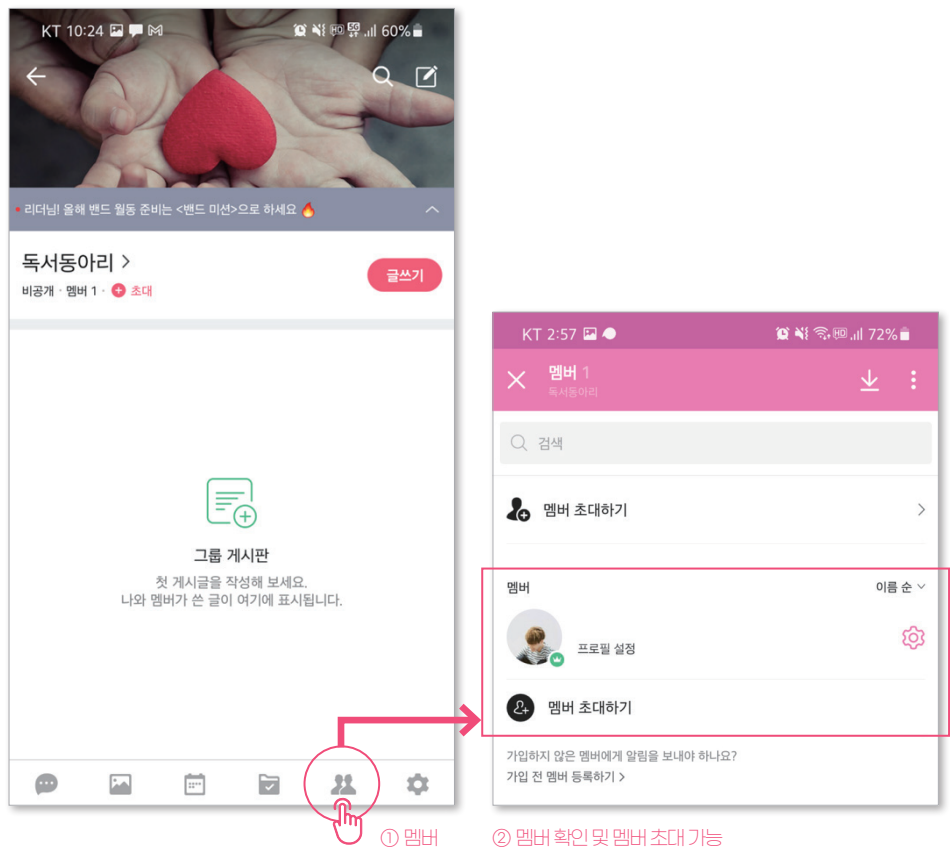 KT 10:24
HD 5G 60%
• 리더님! 올해 밴드 월동 준비는 <밴드 미션>으로 하세요 🔥
독서동아리 >
글쓰기
비공개 · 멤버 1 · + 초대
그룹 게시판
첫 게시글을 작성해 보세요.
나와 멤버가 쓴 글이 여기에 표시됩니다.
① 멤버
KT 2:57
HD 72%
멤버 1
독서동아리
검색
멤버 초대하기 >
멤버
이름 순
프로필 설정
멤버 초대하기
가입하지 않은 멤버에게 알림을 보내야 하나요?
가입 전 멤버 등록하기 >
② 멤버 확인 및 멤버 초대 가능